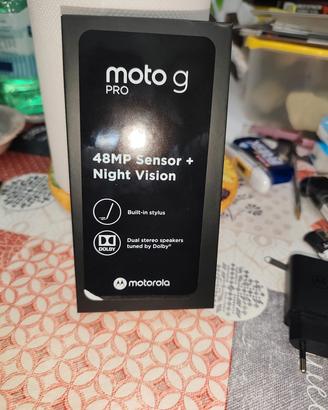 moto g
PRO
48MP Sensor +
Night Vision
Built-in stylus
Dual stereo speakers
tuned by Dolby®
DOLBY
motorola